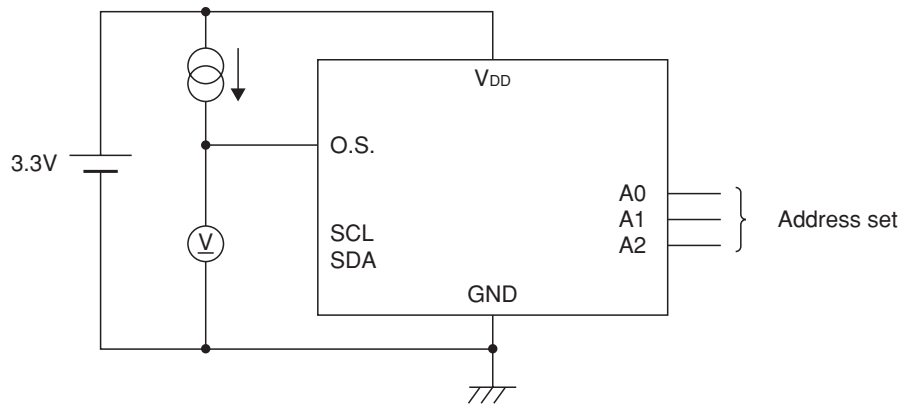 VDD
O.S.
3.3V
A0
A1
Address set
A2
SCL
SDA
GND
V